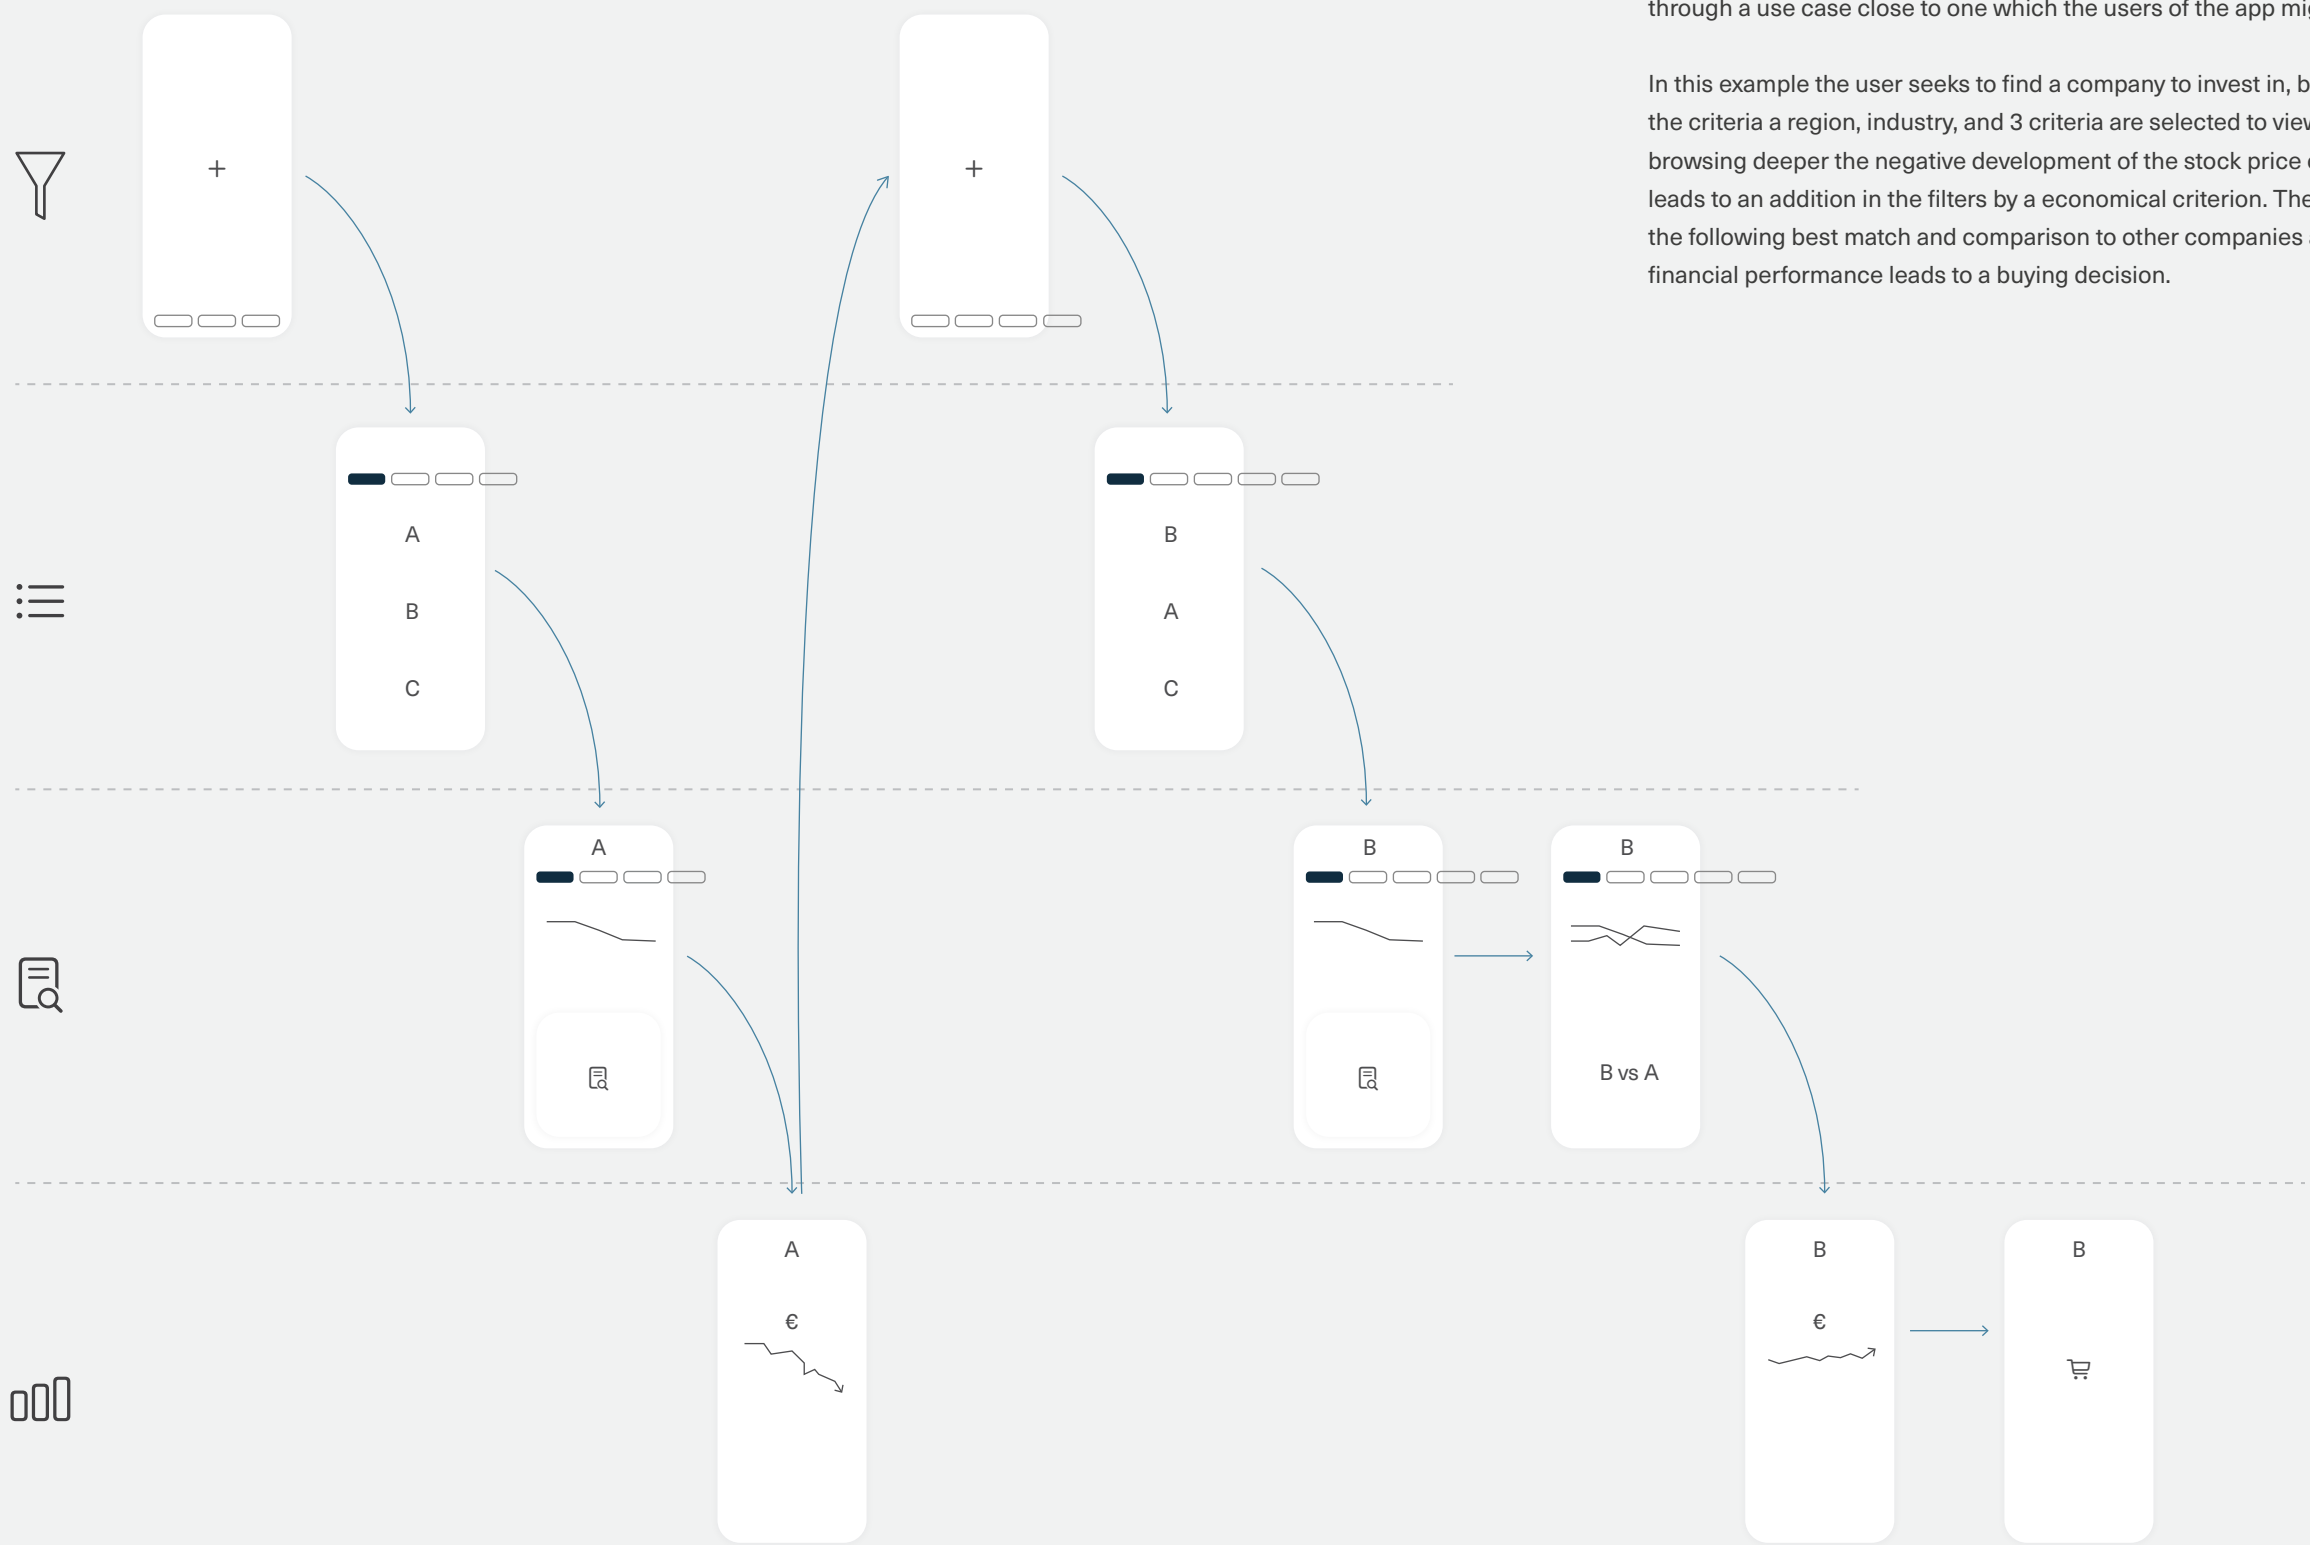 through a use case close to one which the users of the app
In this example the user seeks to find a company to invest in,
the criteria a region, industry, and 3 criteria are selected to
browsing deeper the negative development of the stock price
leads to an addition in the filters by a economical criterion.
the following best match and comparison to other companies
financial performance leads to a buying decision.
+
+
A
B
C
B
A
C
A
B
B
B vs A
A
€
B
€
B